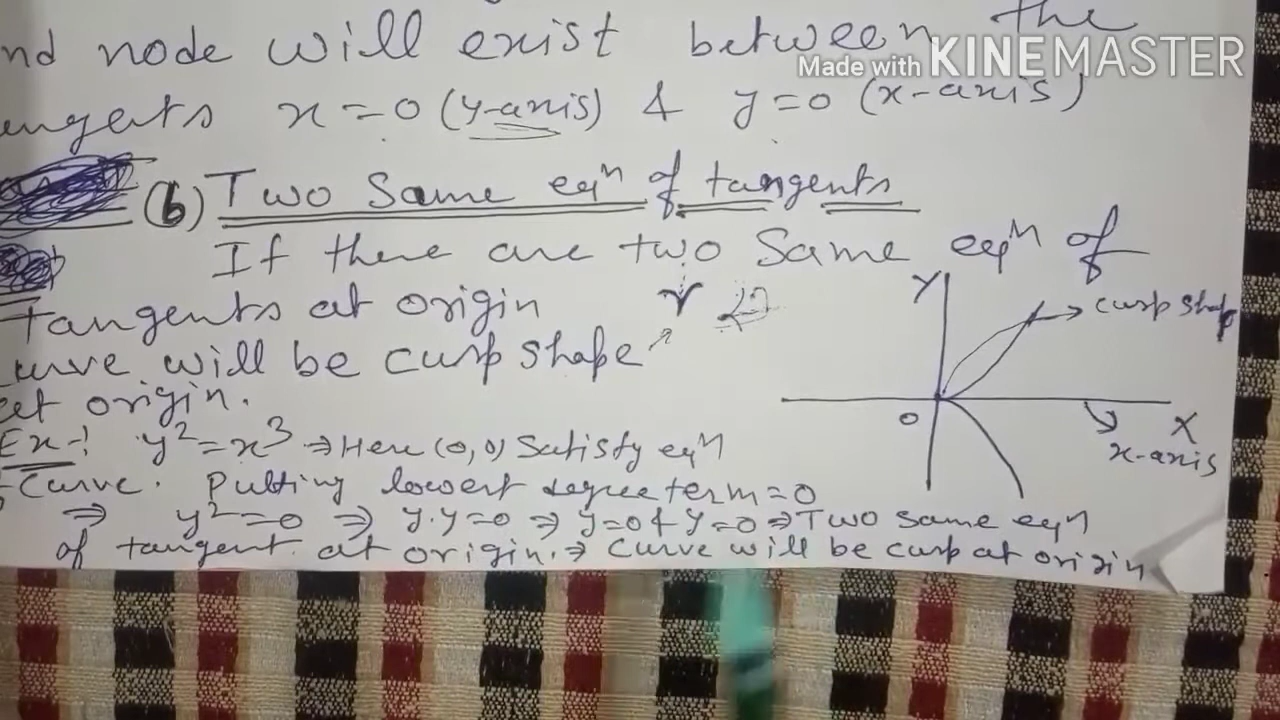 nd node will exist between the
Made with KINEMASTER
engents x=0 (y-axis) & y=0 (x-axis)
(b) Two Same eqⁿ of tangents
If there are two Same eqⁿ of
Tangents at origin
Y
cusp shap
urve will be cusp shape
at origin.
O
X
x-axis
Ex-! y²=x³ ⇒ Here (0,0) Satisfy eqⁿ
f Curve. Putting lowest degree term=0
⇒ y²=0 ⇒ y.y=0 ⇒ y=0 & y=0 ⇒ Two same eqⁿ
of tangent at origin. ⇒ Curve will be cusp at origin